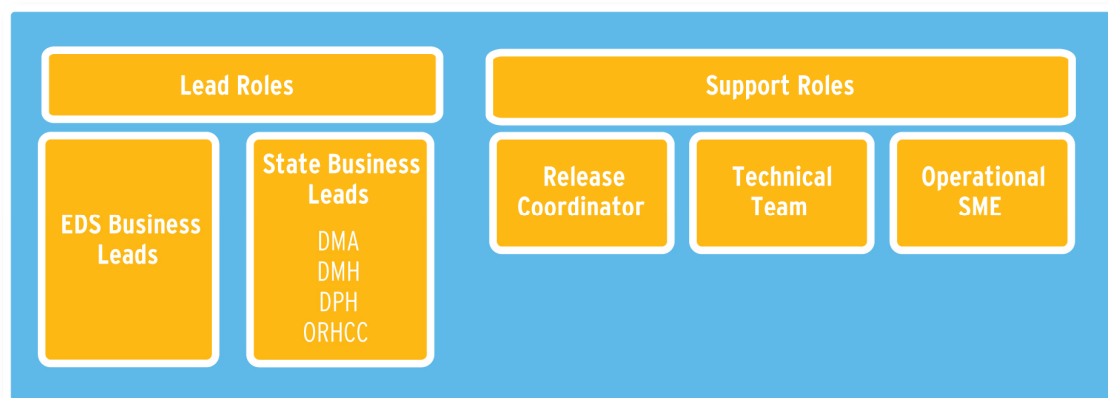 Lead Roles
Support Roles
EDS Business
Leads
State Business
Leads
DMA
DMH
DPH
ORHCC
Release
Coordinator
Technical
Team
Operational
SME